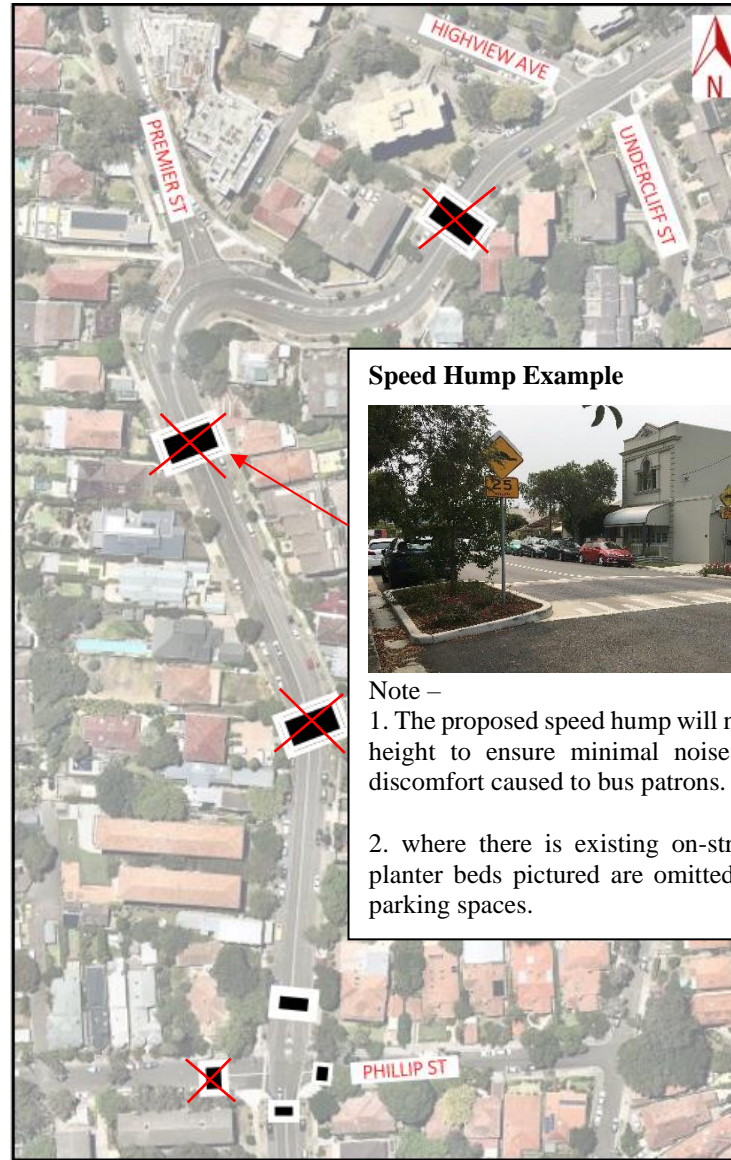 HIGHVIEW AVE
N
PREMIER ST
UNDERCLIFF ST
Speed Hump Example
25
Note –
1. The proposed speed hump will
height to ensure minimal noise
discomfort caused to bus patrons.
2. where there is existing
planter beds pictured are omitted
parking spaces.
PHILLIP ST